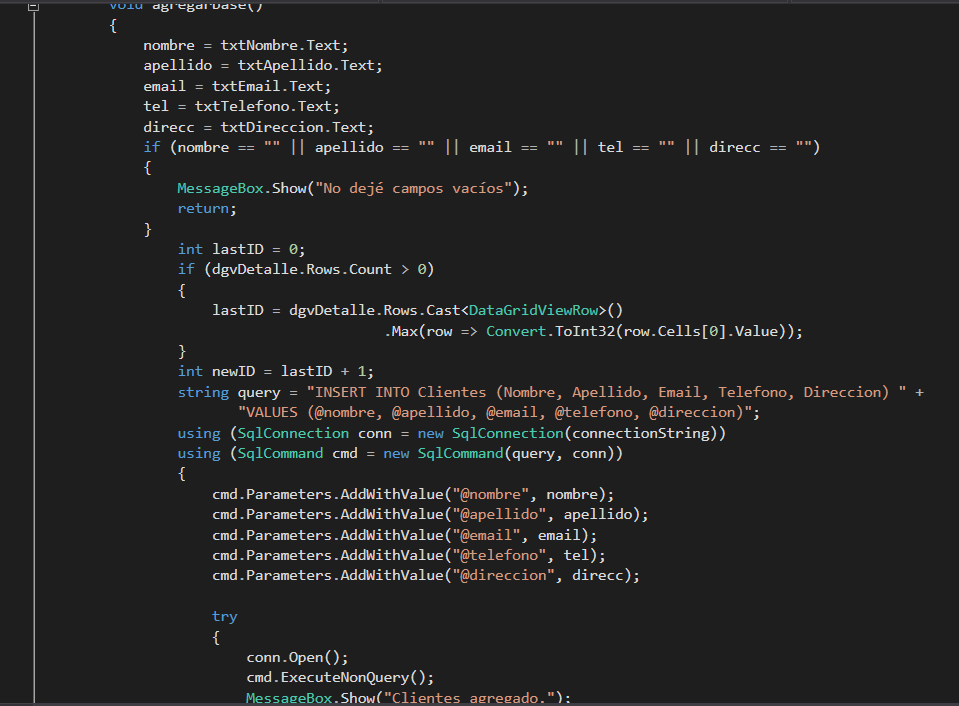 void agregarbase()
{
nombre = txtNombre.Text;
apellido = txtApellido.Text;
email = txtEmail.Text;
tel = txtTelefono.Text;
direcc = txtDireccion.Text;
if (nombre == "" || apellido == "" || email == "" || tel == "" || direcc == "")
{
MessageBox.Show("No dejé campos vacíos");
return;
}
int lastID = 0;
if (dgvDetalle.Rows.Count > 0)
{
lastID = dgvDetalle.Rows.Cast<DataGridViewRow>()
.Max(row => Convert.ToInt32(row.Cells[0].Value));
}
int newID = lastID + 1;
string query = "INSERT INTO Clientes (Nombre, Apellido, Email, Telefono, Direccion) " +
"VALUES (@nombre, @apellido, @email, @telefono, @direccion)";
using (SqlConnection conn = new SqlConnection(connectionString))
using (SqlCommand cmd = new SqlCommand(query, conn))
{
cmd.Parameters.AddWithValue("@nombre", nombre);
cmd.Parameters.AddWithValue("@apellido", apellido);
cmd.Parameters.AddWithValue("@email", email);
cmd.Parameters.AddWithValue("@telefono", tel);
cmd.Parameters.AddWithValue("@direccion", direcc);
try
{
conn.Open();
cmd.ExecuteNonQuery();
MessageBox.Show("Clientes agregado.");